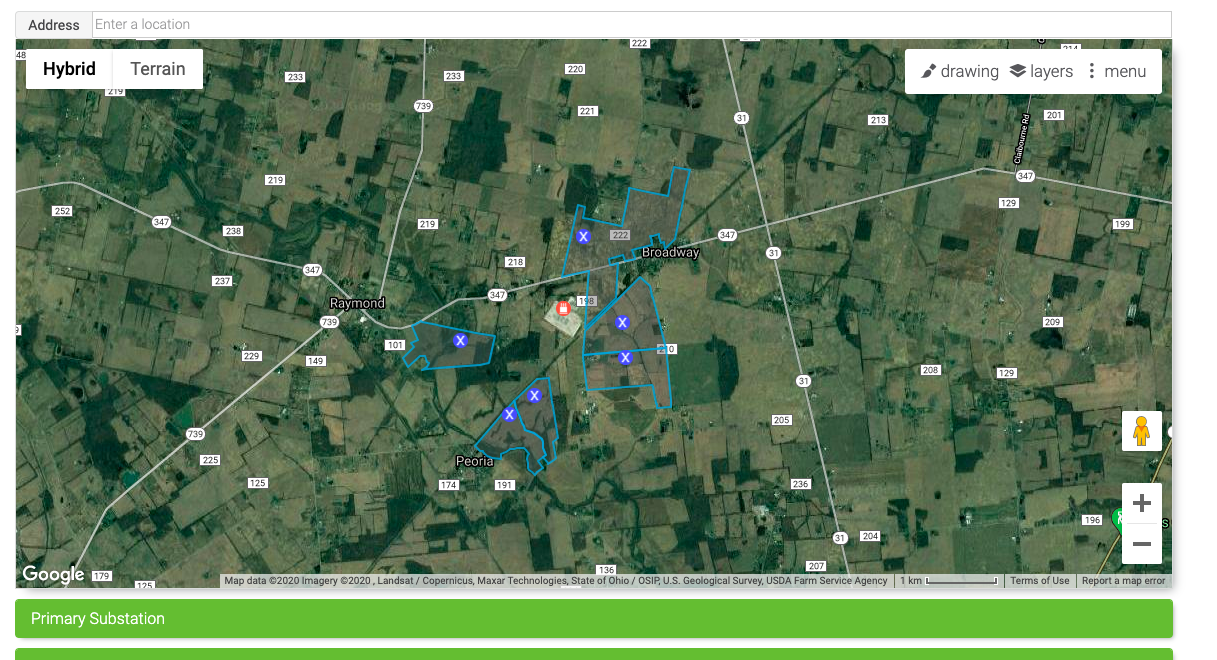 Address Enter a location
222
214
48
Hybrid Terrain
drawing layers menu
220
233
233
219
739
221
31
213
201
Claibourne Rd
219
347
252
347
219
129
199
238
222
347
Broadway
31
218
347
237
347
198
Raymond
739
209
101
X
X
X
X
X
X
210
229
149
208
129
31
205
739
225
Peoria
125
174
191
236
196
S
31
204
207
136
Google
179
125
Map data ©2020 Imagery ©2020 , Landsat / Copernicus, Maxar Technologies, State of Ohio / OSIP, U.S. Geological Survey, USDA Farm Service Agency
1 km
Terms of Use
Report a map error
Primary Substation